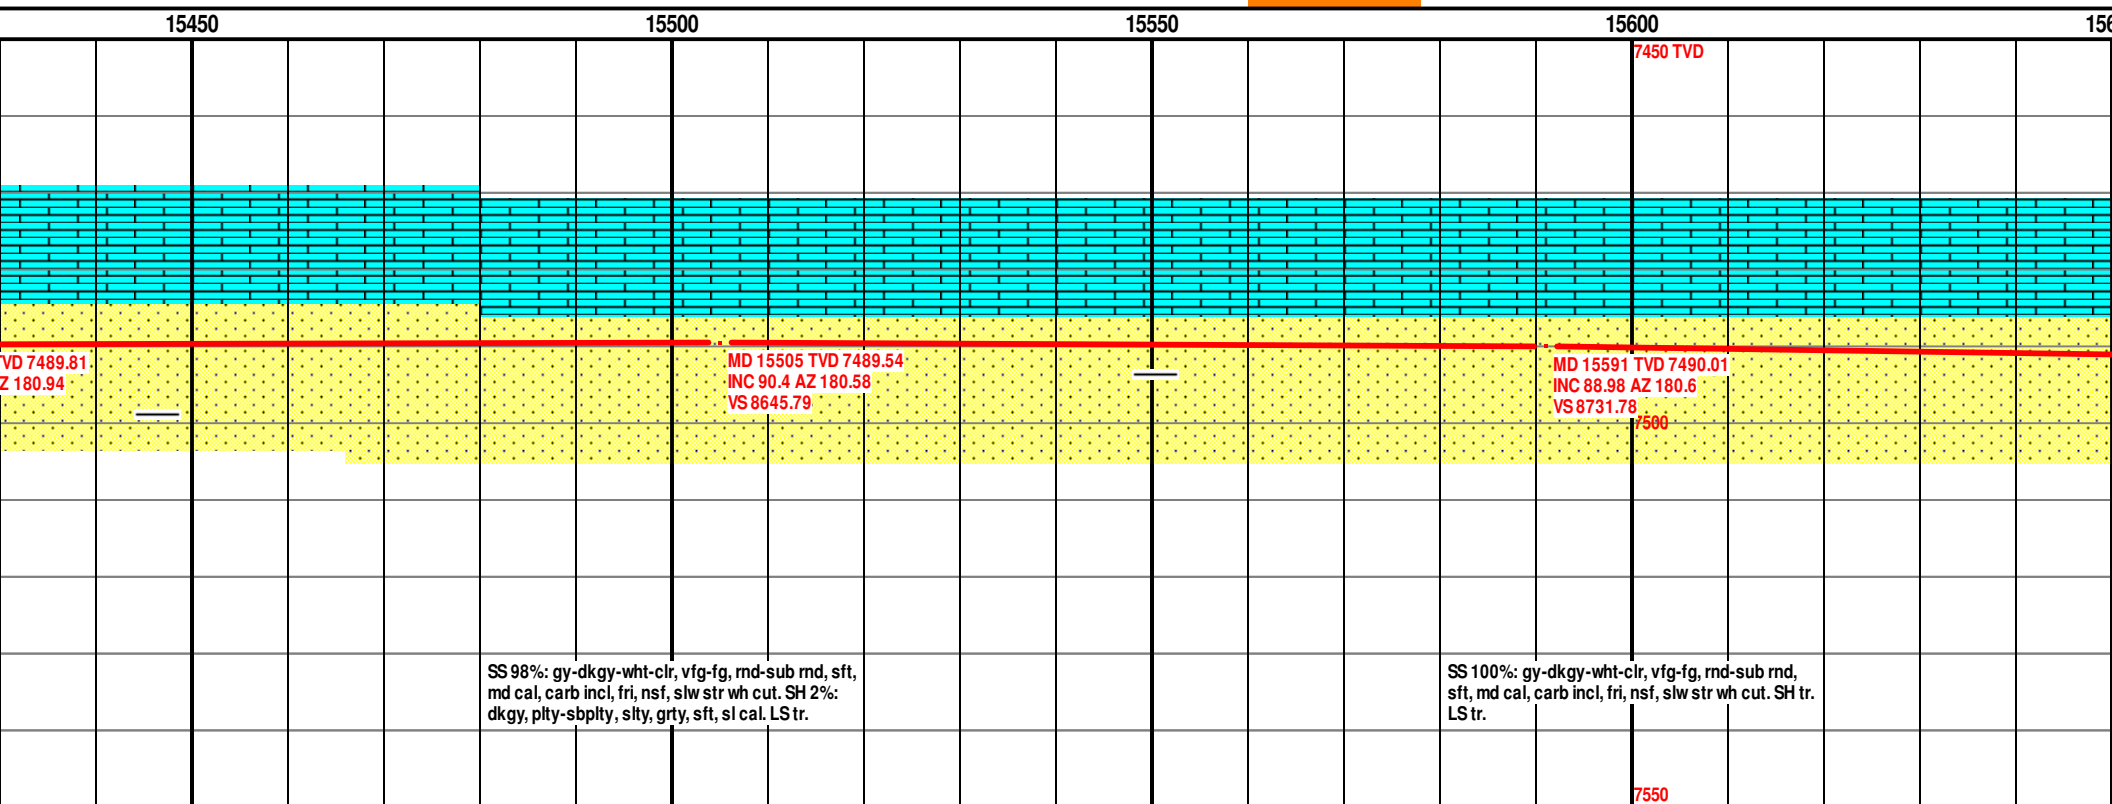 15450
15500
15550
15600
7450 TVD
TVD 7489.81
180.94
MD 15505 TVD 7489.54
INC 90.4 AZ 180.58
VS 8645.79
MD 15591 TVD 7490.01
INC 88.98 AZ 180.6
VS 8731.78
7500
SS 98%: gy-dkgy-wht-clr, vfg-fg, rnd-sub rnd, sft,
md cal, carb incl, fri, nsf, slw str wh cut. SH 2%:
dkgy, plty-sbplty, slty, grty, sft, sl cal. LS tr.
SS 100%: gy-dkgy-wht-clr, vfg-fg, rnd-sub rnd,
sft, md cal, carb incl, fri, nsf, slw str wh cut. SH tr.
LS tr.
7550